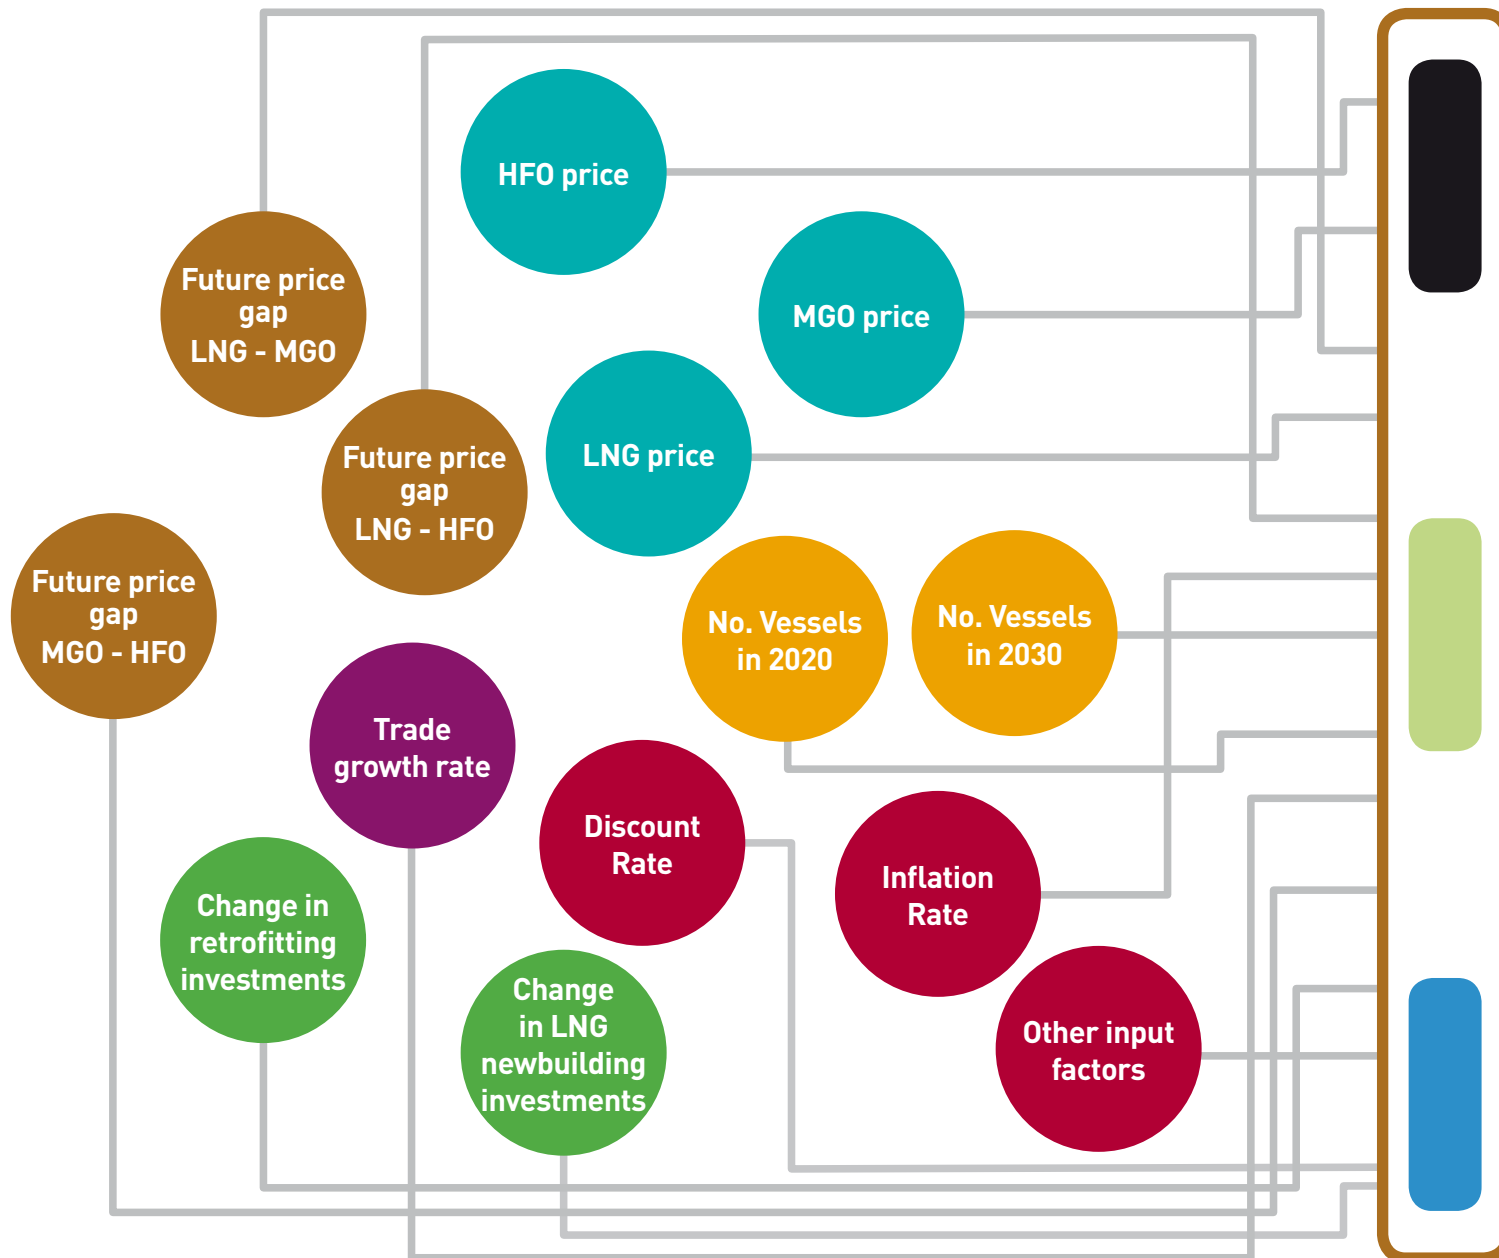 HFO price
Future price
gap
LNG - MGO
MGO price
LNG price
Future price
gap
LNG - HFO
Future price
gap
MGO - HFO
No. Vessels
in 2020
No. Vessels
in 2030
Trade
growth rate
Discount
Rate
Inflation
Rate
Change in
retrofitting
investments
Change
in LNG
newbuilding
investments
Other input
factors